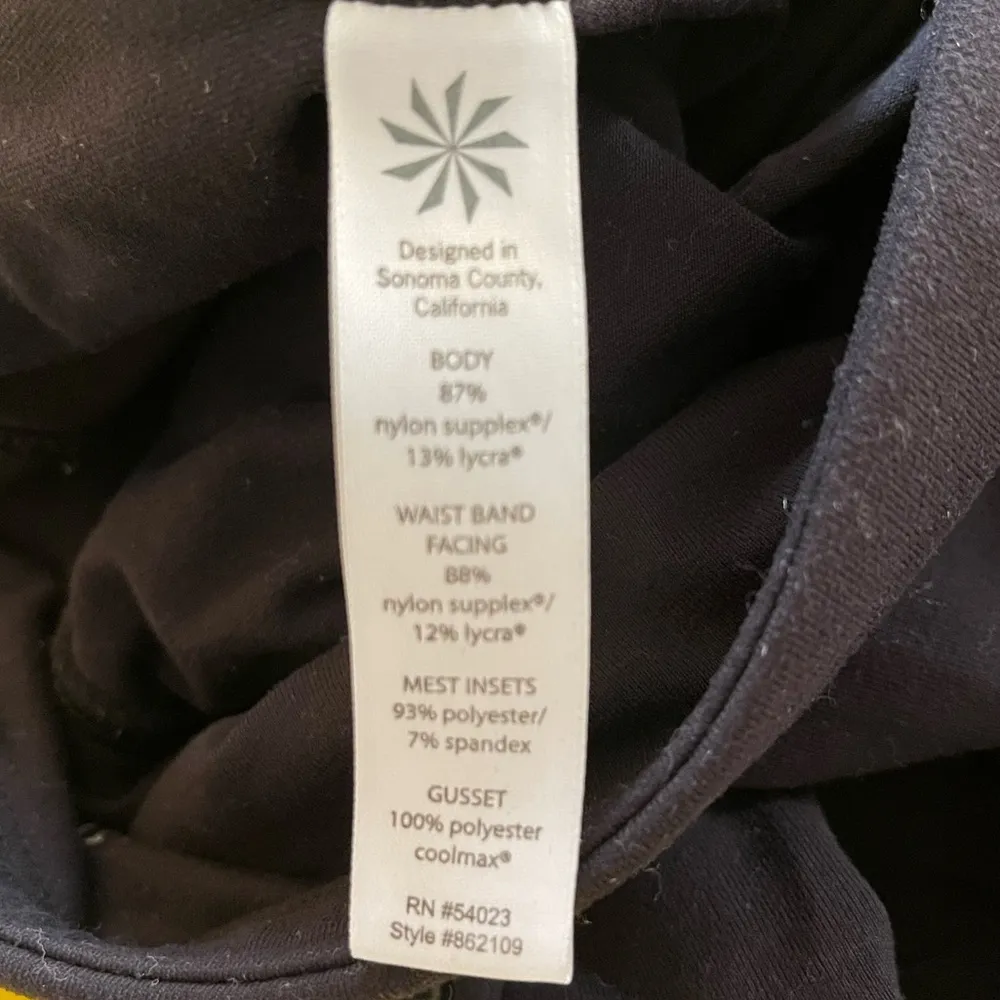 Designed in
Sonoma County,
California
BODY
87%
nylon supplex®/
13% lycra®
WAIST BAND
FACING
88%
nylon supplex®/
12% lycra®
MEST INSETS
93% polyester/
7% spandex
GUSSET
100% polyester
coolmax®
RN #54023
Style #862109